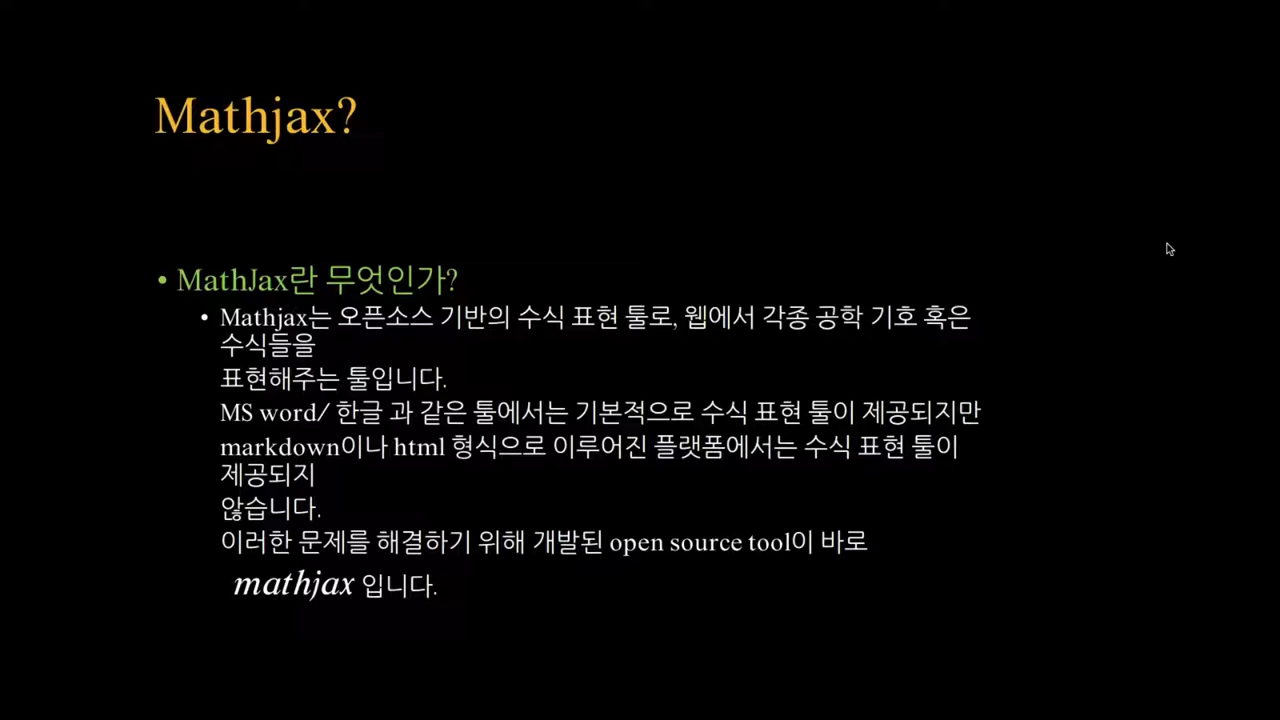 Mathjax?
• MathJax란 무엇인가?
• Mathjax는 오픈소스 기반의 수식 표현 툴로, 웹에서 각종 공학 기호 혹은
수식들을
표현해주는 툴입니다.
MS word/ 한글 과 같은 툴에서는 기본적으로 수식 표현 툴이 제공되지만
markdown이나 html 형식으로 이루어진 플랫폼에서는 수식 표현 툴이
제공되지
않습니다.
이러한 문제를 해결하기 위해 개발된 open source tool이 바로
mathjax 입니다.